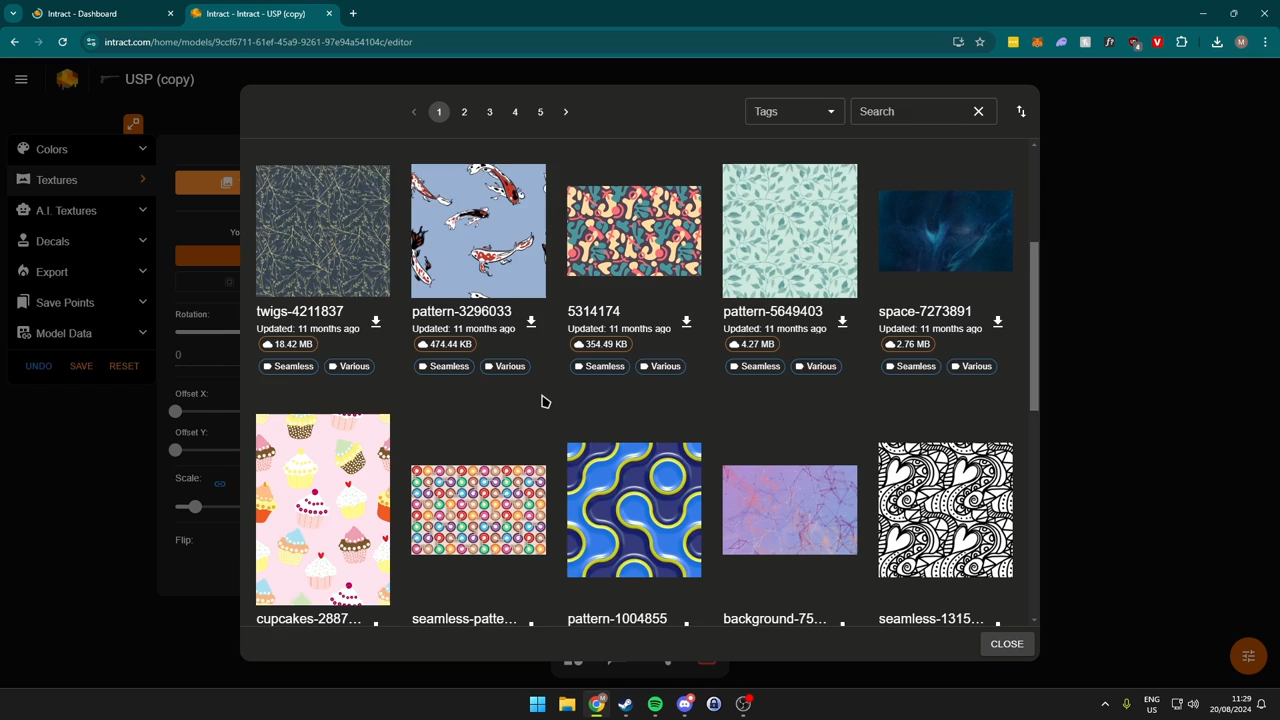 Intract - Dashboard
Intract - Intract - USP (copy)
intract.com/home/models/9ccf6711-61ef-45a9-9261-97e94a54104c/editor
USP (copy)
1 2 3 4 5
Tags
Search
Colors
Textures
A.I. Textures
Decals
Export
Save Points
Model Data
UNDO SAVE RESET
Yo
Rotation:
0
Offset X:
Offset Y:
Scale:
Flip:
twigs-4211837
Updated: 11 months ago
18.42 MB
Seamless Various
pattern-3296033
Updated: 11 months ago
474.44 KB
Seamless Various
5314174
Updated: 11 months ago
354.49 KB
Seamless Various
pattern-5649403
Updated: 11 months ago
4.27 MB
Seamless Various
space-7273891
Updated: 11 months ago
2.76 MB
Seamless Various
cupcakes-2887...
seamless-patte...
pattern-1004855
background-75...
seamless-1315...
CLOSE
ENG
US
11:29
20/08/2024